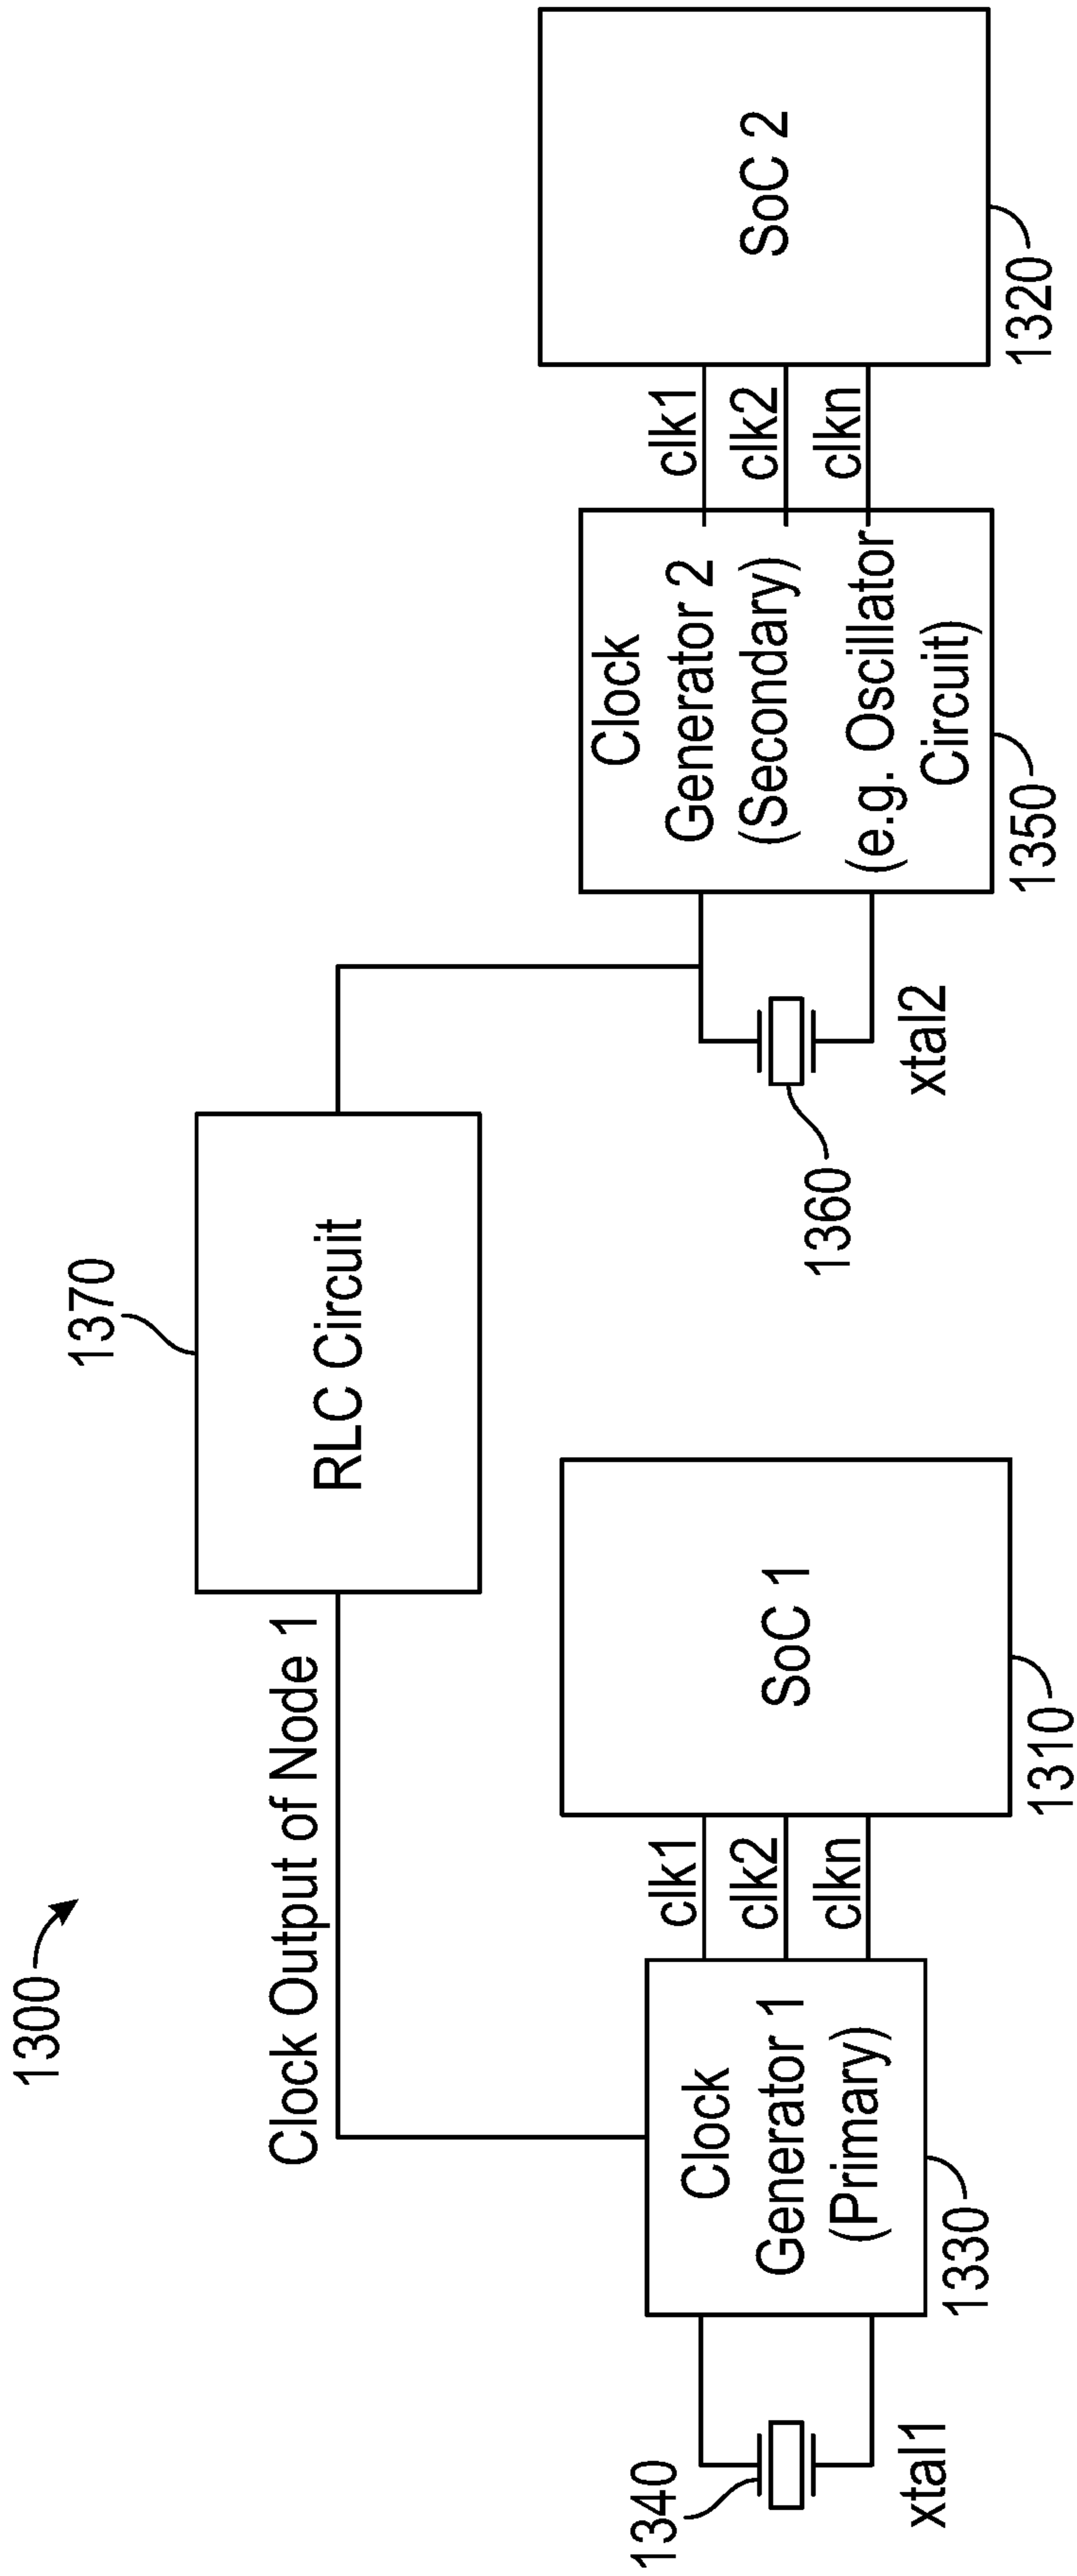 1300
1370
Clock Output of Node 1
RLC Circuit
1340
xtal1
Clock
Generator 1
(Primary)
1330
clk1
clk2
clkn
SoC 1
1310
1360
xtal2
Clock
Generator 2
(Secondary)
(e.g. Oscillator
Circuit)
1350
clk1
clk2
clkn
SoC 2
1320